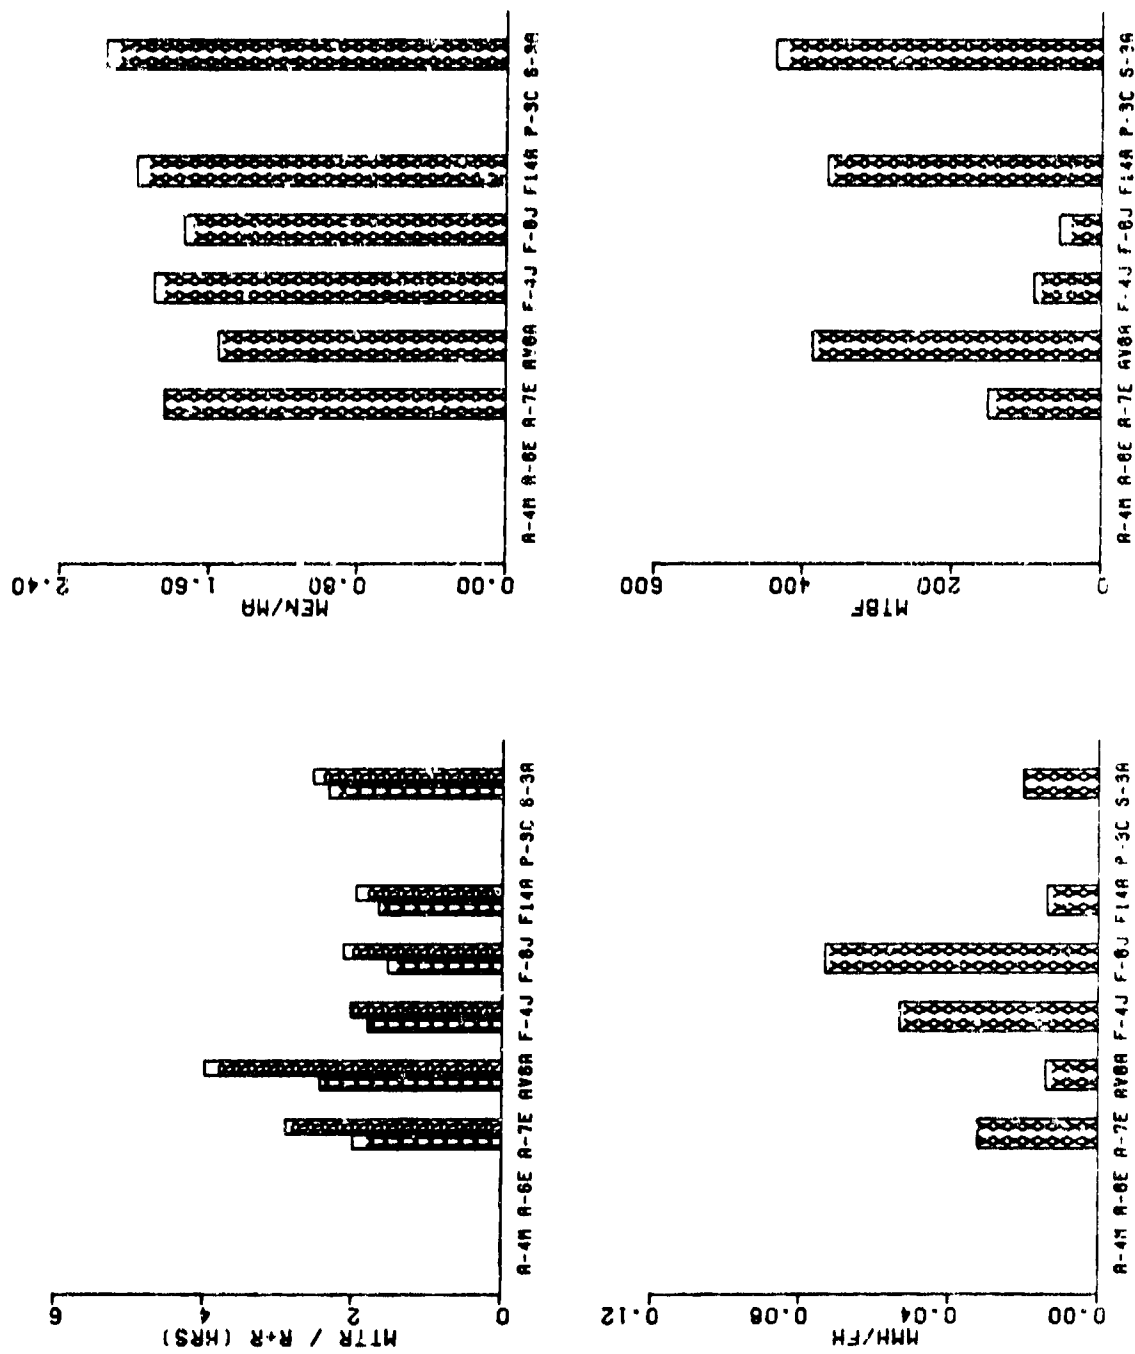 2.40
1.60
0.80
0.00
MEN/MA
A-4M A-6E A-7E AV8A F-4J F-8J F14A P-3C S-3A
600
400
200
0
MTBF
A-4M A-6E A-7E AV8A F-4J F-8J F14A P-3C S-3A
6
4
2
0
MTTR / R+R (HRS)
A-4M A-6E A-7E AV8A F-4J F-8J F14A P-3C S-3A
0.12
0.08
0.04
0.00
MMH/FH
A-4M A-6E A-7E AV8A F-4J F-8J F14A P-3C S-3A